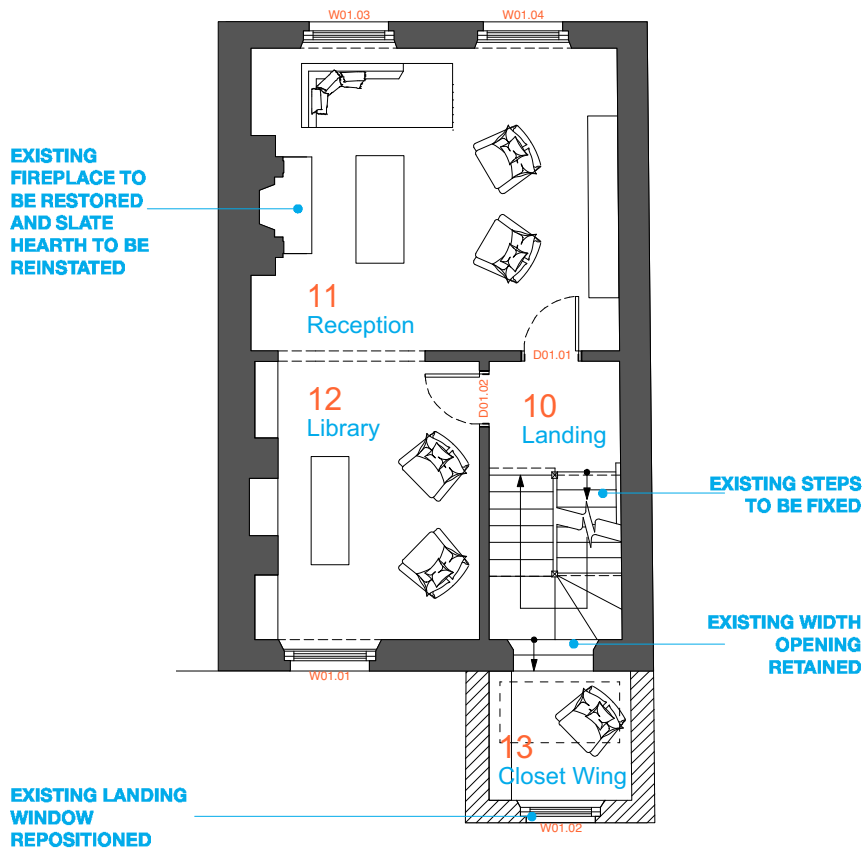 W01.03
W01.04
EXISTING
FIREPLACE TO
BE RESTORED
AND SLATE
HEARTH TO BE
REINSTATED
11
Reception
D01.01
12
Library
D01.02
10
Landing
EXISTING STEPS
TO BE FIXED
EXISTING WIDTH
OPENING
RETAINED
W01.01
13
Closet Wing
EXISTING LANDING
WINDOW
REPOSITIONED
W01.02